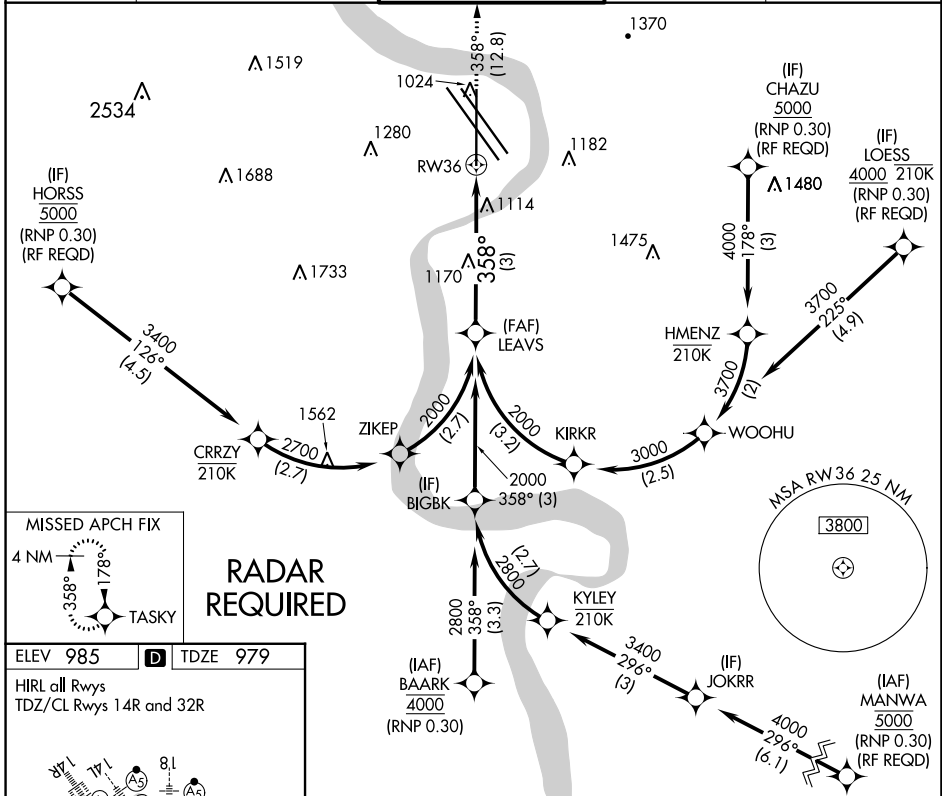 1370
1519
358°
(12.8)
1024
2534
(IF)
CHAZU
5000
(RNP 0.30)
(RF REQD)
1280
1182
(IF)
LOESS
4000 210K
(RNP 0.30)
(RF REQD)
RW36
1688
1480
(IF)
HORSS
5000
(RNP 0.30)
(RF REQD)
1114
358°
(3)
1475
4000
178°
(3)
1733
1170
3700
225°
(4.9)
3400
126°
(4.5)
(FAF)
LEAVS
HMENZ
210K
3700
(2)
1562
ZIKEP
2000
(2.7)
2000
(3.2)
KIRKR
WOOHU
CRRZY
210K
2700
(2.7)
3000
(2.5)
2000
358° (3)
(IF)
BIGBK
MSA RW36 25 NM
3800
MISSED APCH FIX
4 NM
358°
178°
TASKY
RADAR
REQUIRED
(2.7)
2800
KYLEY
210K
2800
358°
(3.3)
3400
296°
(3)
(IF)
JOKRR
ELEV 985 D TDZE 979
(IAF)
BAARK
4000
(RNP 0.30)
(IAF)
MANWA
5000
(RNP 0.30)
(RF REQD)
4000
296°
(6.1)
HIRL all Rwys
TDZ/CL Rwys 14R and 32R
14R
14L
A5
18
A5